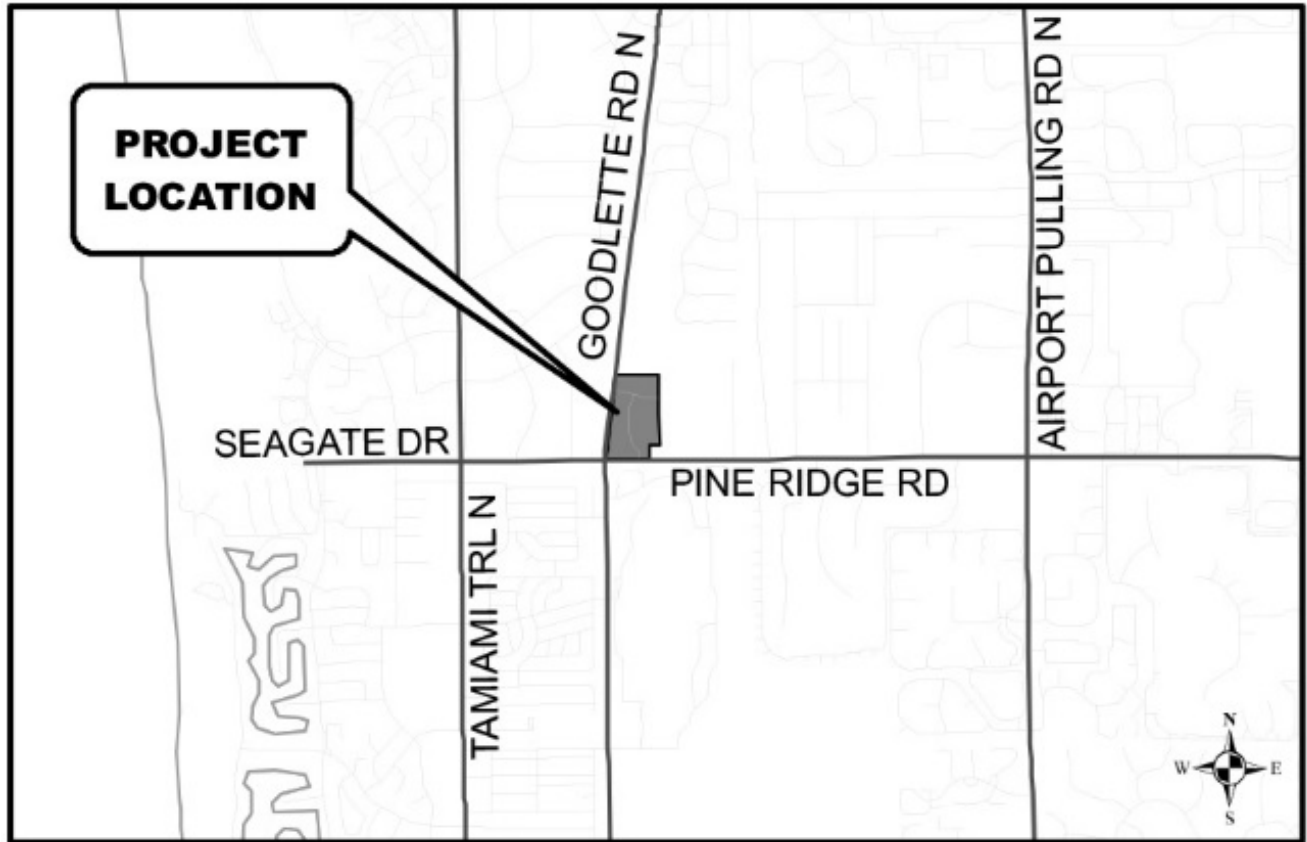 PROJECT
LOCATION
GOODLETTE RD N
AIRPORT PULLING RD N
SEAGATE DR
PINE RIDGE RD
TAMIAMI TRL N
N
W
E
S